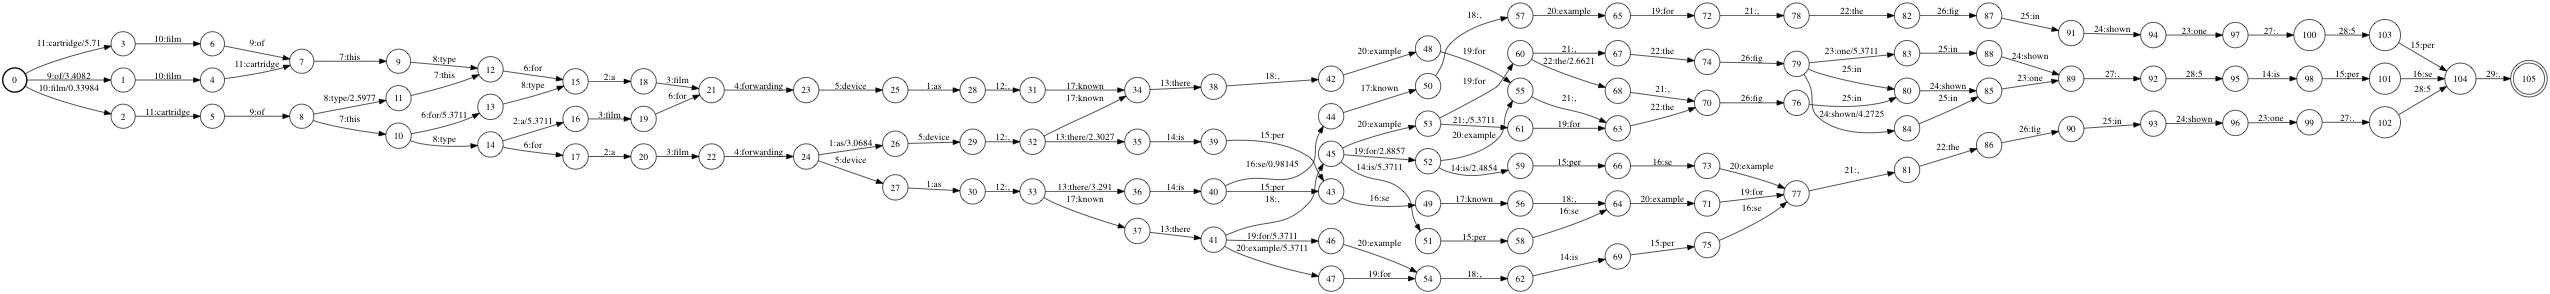 0
11:cartridge/5.71
9:of/3.4082
10:film/0.33984
3
1
2
10:film
10:film
11:cartridge
6
4
5
9:of
11:cartridge
9:of
7
8
7:this
8:type/2.5977
7:this
9
11
10
8:type
7:this
6:for/5.3711
8:type
12
13
14
6:for
8:type
2:a/5.3711
6:for
15
16
17
2:a
3:film
2:a
18
19
20
3:film
6:for
3:film
21
22
4:forwarding
4:forwarding
23
24
5:device
1:as/3.0684
5:device
25
26
27
1:as
5:device
1:as
28
29
30
12:.
12:.
12:.
31
32
33
17:known
17:known
13:there/2.3027
13:there/3.291
17:known
34
35
36
37
13:there
14:is
14:is
13:there
38
39
40
41
18:,
15:per
16:se/0.98145
15:per
18:,
19:for/5.3711
20:example/5.3711
42
44
45
43
46
47
20:example
17:known
20:example
19:for/2.8857
14:is/5.3711
16:se
20:example
19:for
48
50
53
52
49
51
54
18:,
19:for
19:for
21:,/5.3711
20:example
14:is/2.4854
17:known
15:per
18:,
57
60
55
61
59
56
58
62
20:example
21:,
22:the/2.6621
21:,
19:for
15:per
18:,
16:se
14:is
65
67
68
63
66
64
69
19:for
22:the
21:,
22:the
16:se
20:example
15:per
72
74
70
73
71
75
21:,
26:fig
26:fig
20:example
19:for
16:se
78
79
76
77
22:the
23:one/5.3711
25:in
25:in
24:shown/4.2725
21:,
82
83
80
84
81
26:fig
25:in
24:shown
25:in
22:the
87
88
85
86
25:in
24:shown
23:one
26:fig
91
89
90
24:shown
27:.
25:in
94
92
93
23:one
28:5
24:shown
97
95
96
27:.
14:is
23:one
100
98
99
28:5
15:per
27:.
103
101
102
15:per
16:se
28:5
104
29:.
105